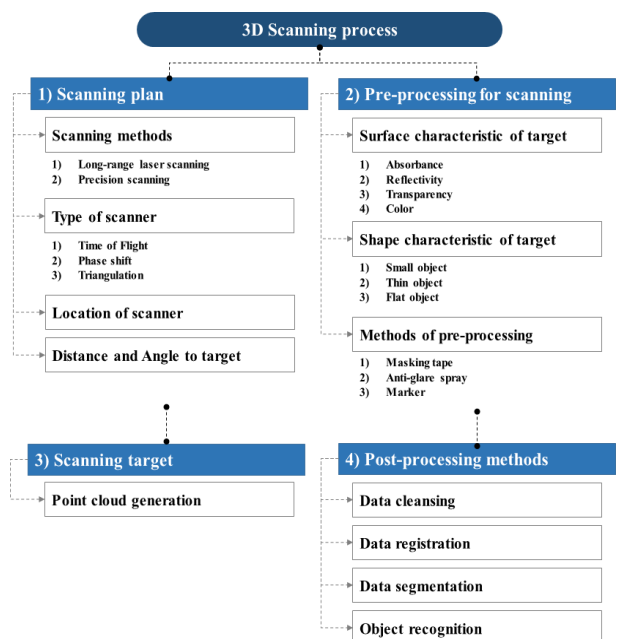 3D Scanning process
1) Scanning plan
Scanning methods
1) Long-range laser scanning
2) Precision scanning
Type of scanner
1) Time of Flight
2) Phase shift
3) Triangulation
Location of scanner
Distance and Angle to target
2) Pre-processing for scanning
Surface characteristic of target
1) Absorbance
2) Reflectivity
3) Transparency
4) Color
Shape characteristic of target
1) Small object
2) Thin object
3) Flat object
Methods of pre-processing
1) Masking tape
2) Anti-glare spray
3) Marker
3) Scanning target
Point cloud generation
4) Post-processing methods
Data cleansing
Data registration
Data segmentation
Object recognition